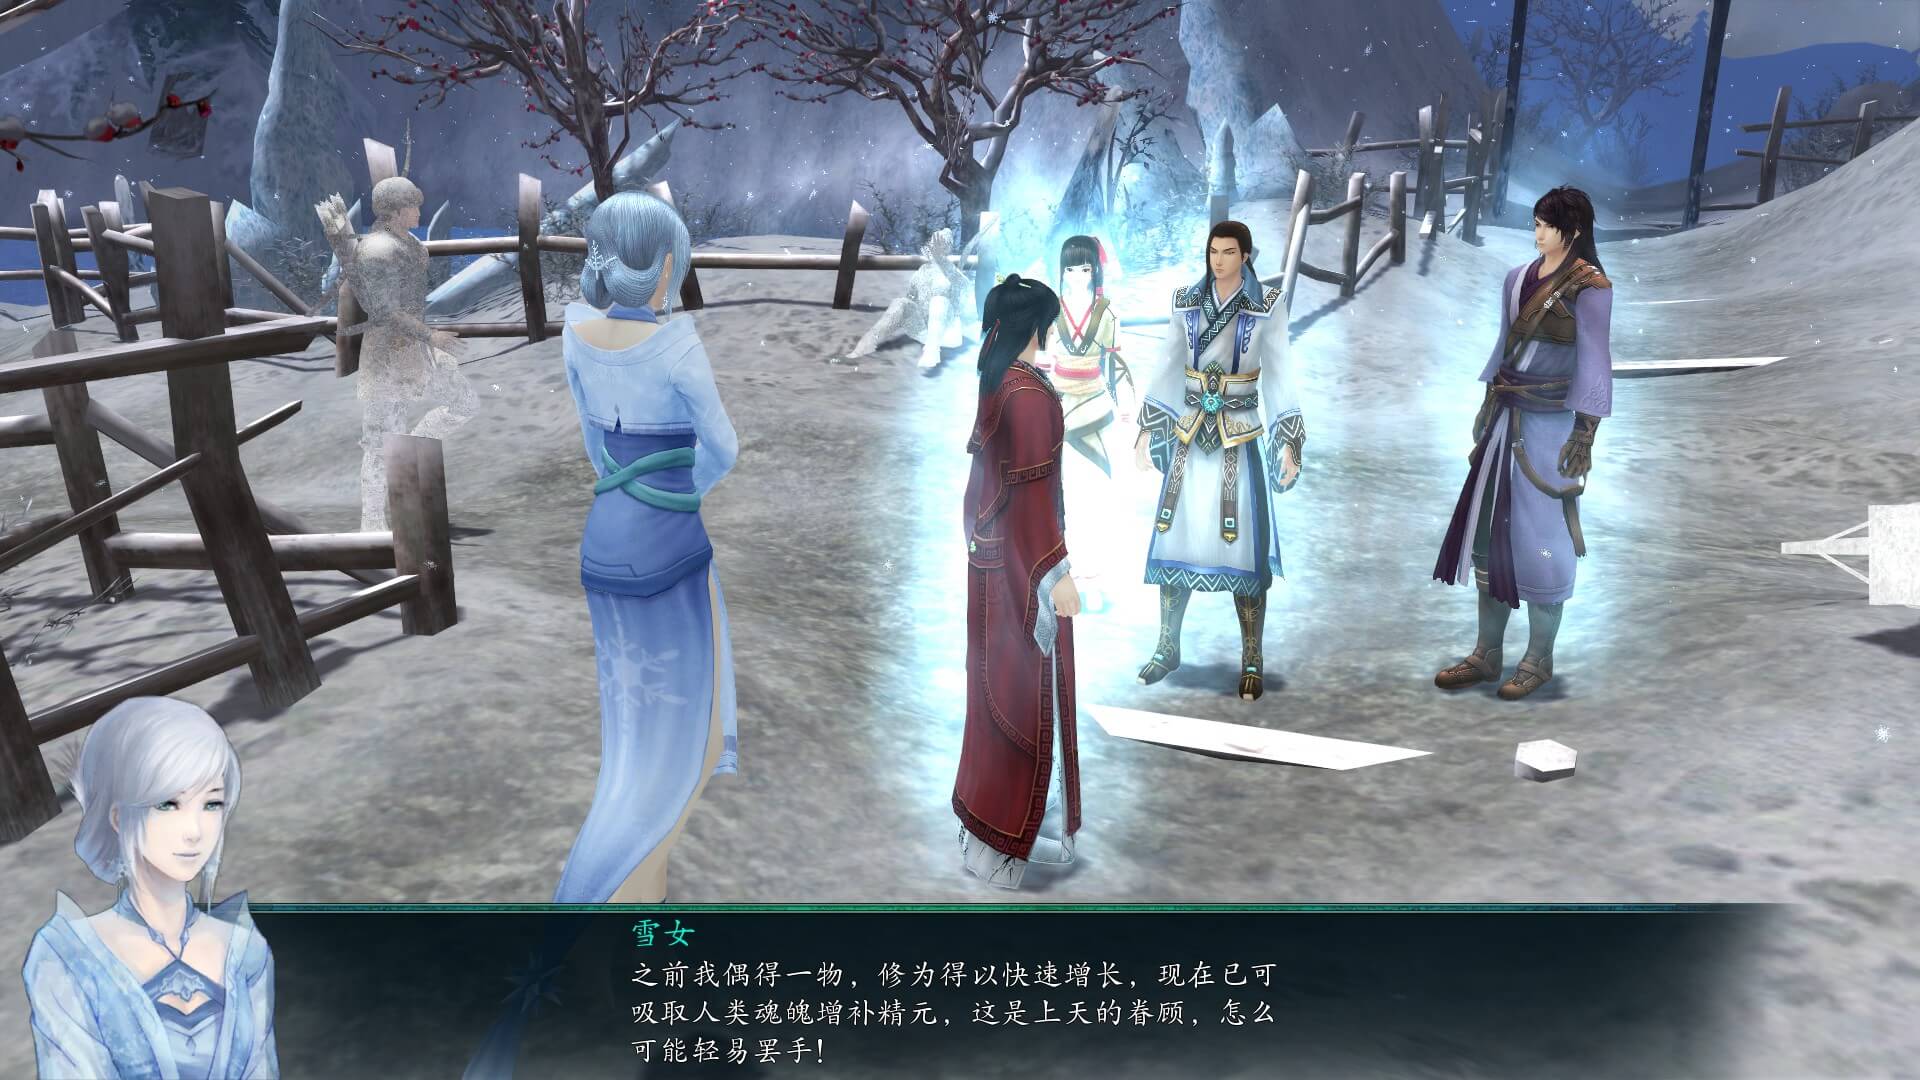 雪女
之前我偶得一物，修为得以快速增长，现在已可
吸取人类魂魄增补精元，这是上天的眷顾，怎么
可能轻易罢手！